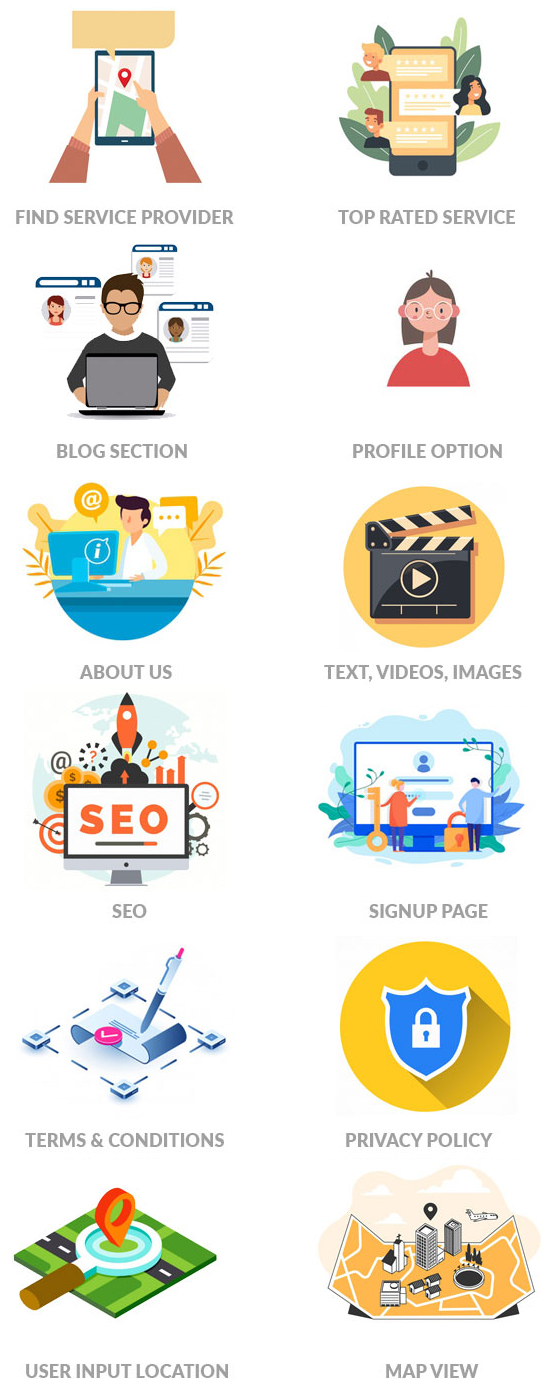 FIND SERVICE PROVIDER
TOP RATED SERVICE
BLOG SECTION
PROFILE OPTION
@
i
ABOUT US
TEXT, VIDEOS, IMAGES
@
?
$
$
$
SEO
SEO
SIGNUP PAGE
TERMS & CONDITIONS
PRIVACY POLICY
USER INPUT LOCATION
MAP VIEW